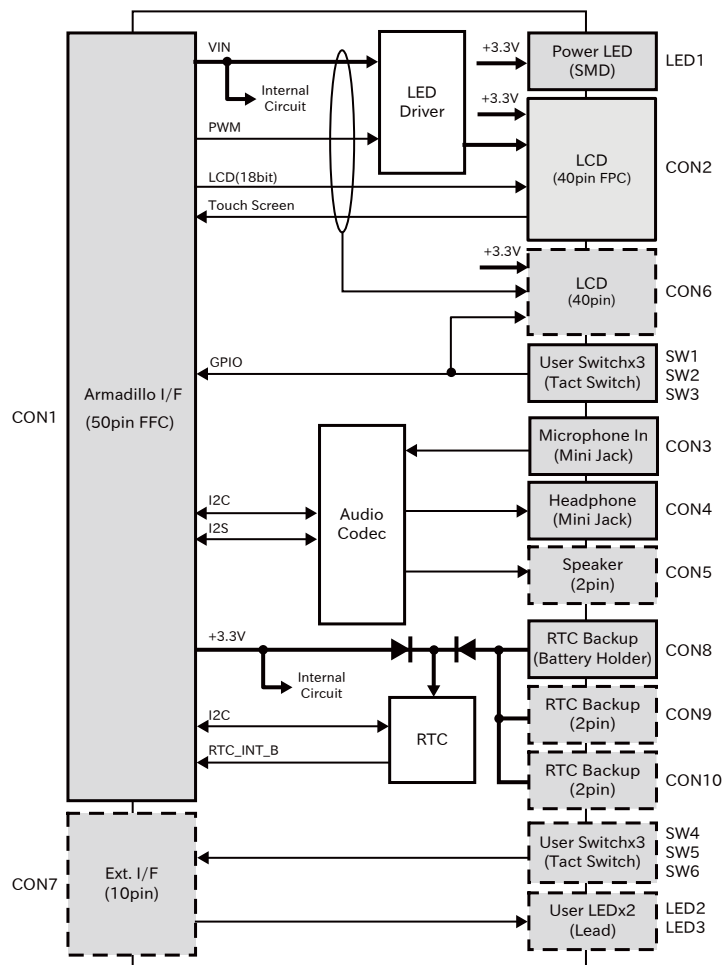 VIN
Internal
Circuit
PWM
LCD(18bit)
Touch Screen
LED
Driver
+3.3V
Power LED
(SMD)
LED1
+3.3V
LCD
(40pin FPC)
CON2
+3.3V
LCD
(40pin)
CON6
GPIO
User Switchx3
(Tact Switch)
SW1
SW2
SW3
CON1
Armadillo I/F
(50pin FFC)
Microphone In
(Mini Jack)
CON3
I2C
I2S
Audio
Codec
Headphone
(Mini Jack)
CON4
Speaker
(2pin)
CON5
+3.3V
Internal
Circuit
RTC Backup
(Battery Holder)
CON8
I2C
RTC_INT_B
RTC
RTC Backup
(2pin)
CON9
RTC Backup
(2pin)
CON10
CON7
Ext. I/F
(10pin)
User Switchx3
(Tact Switch)
SW4
SW5
SW6
User LEDx2
(Lead)
LED2
LED3